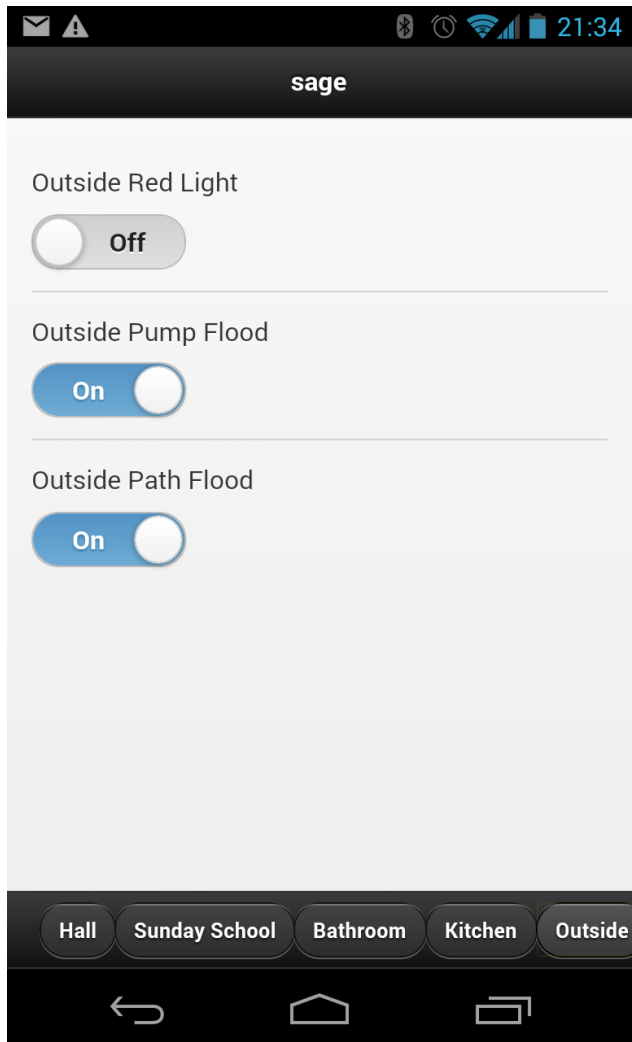 21:34
sage
Outside Red Light
Off
Outside Pump Flood
On
Outside Path Flood
On
Hall Sunday School Bathroom Kitchen Outside